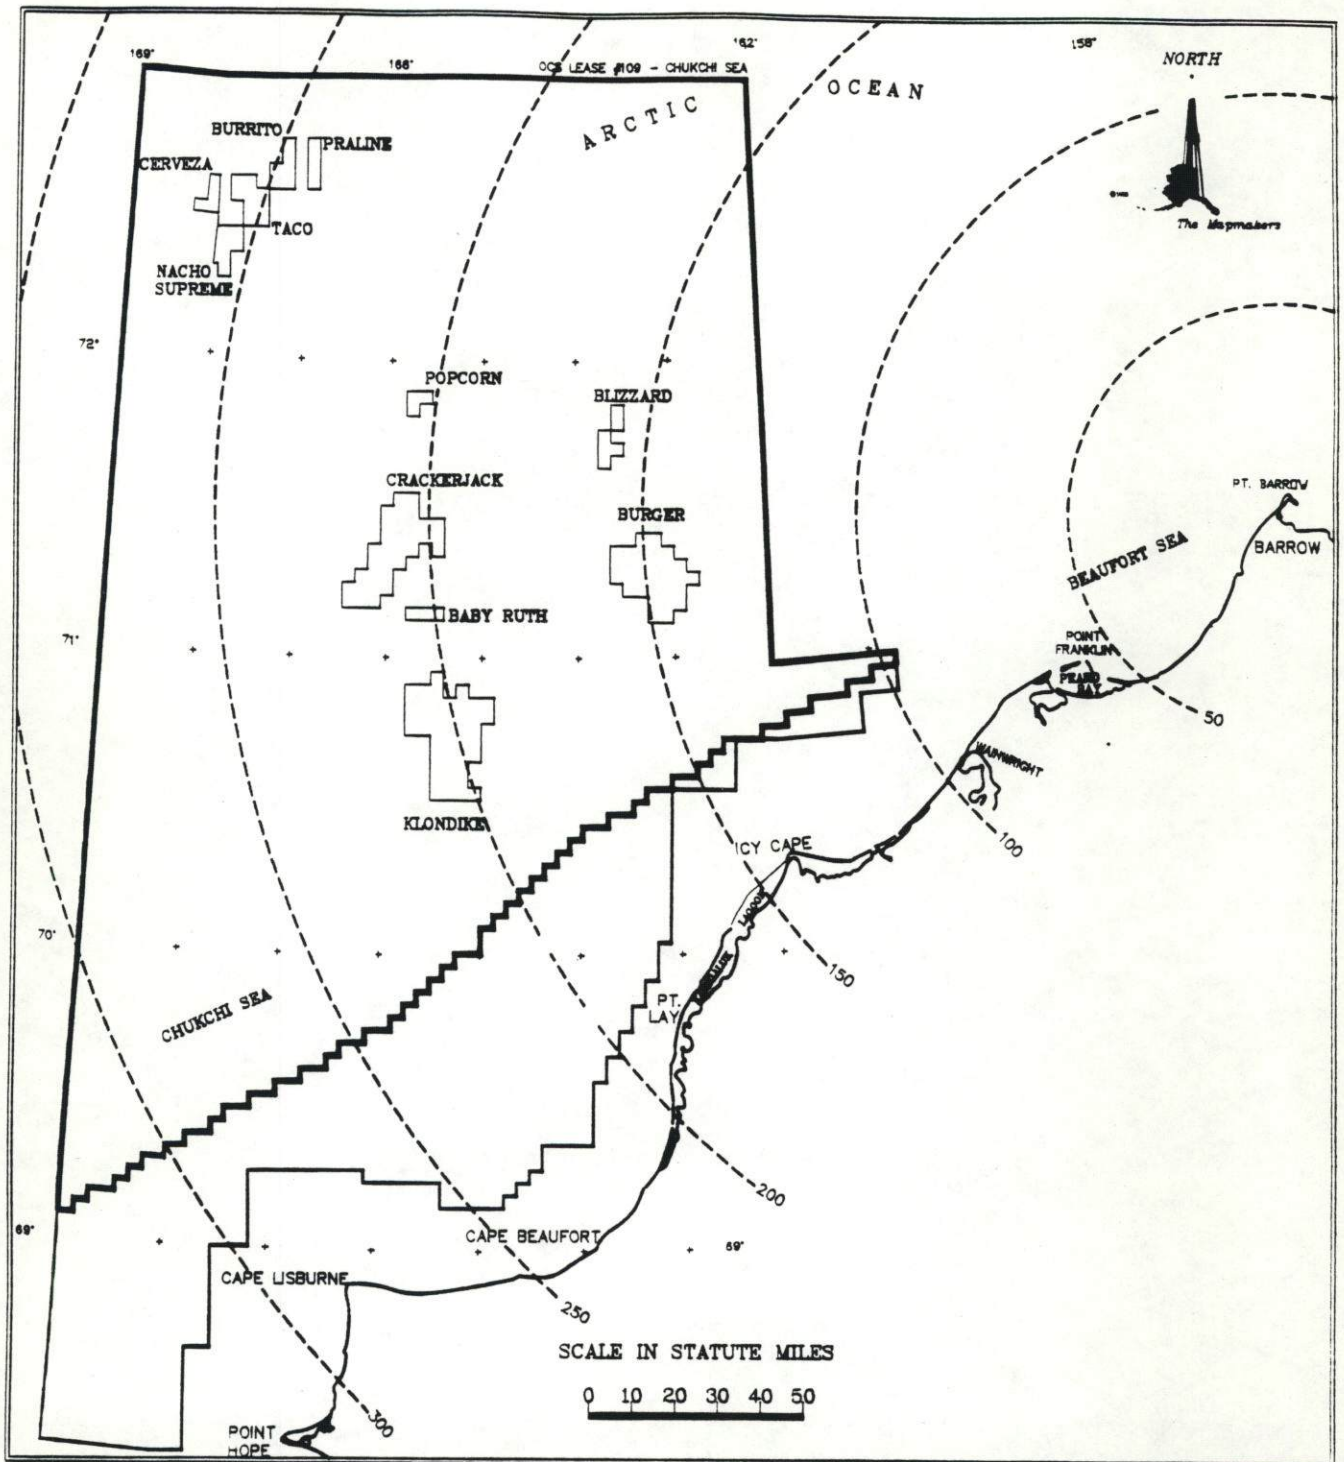 169°
166°
162°
158°
OCS LEASE #109 - CHUKCHI SEA
NORTH
ARCTIC
OCEAN
BURRITO
PRALINE
CERVEZA
TACO
NACHO
SUPREME
The Mapmakers
72°
POPCORN
BLIZZARD
CRACKERJACK
BURGER
PT. BARROW
BARROW
BEAUFORT SEA
BABY RUTH
71°
POINT
FRANKLIN
PEARD
BAY
50
WAINWRIGHT
KLONDIKE
ICY CAPE
100
LAGOON
70°
150
CHUKCHI SEA
PT.
LAY
200
69°
CAPE BEAUFORT
69°
CAPE LISBURNE
250
SCALE IN STATUTE MILES
0 10 20 30 40 50
300
POINT
HOPE